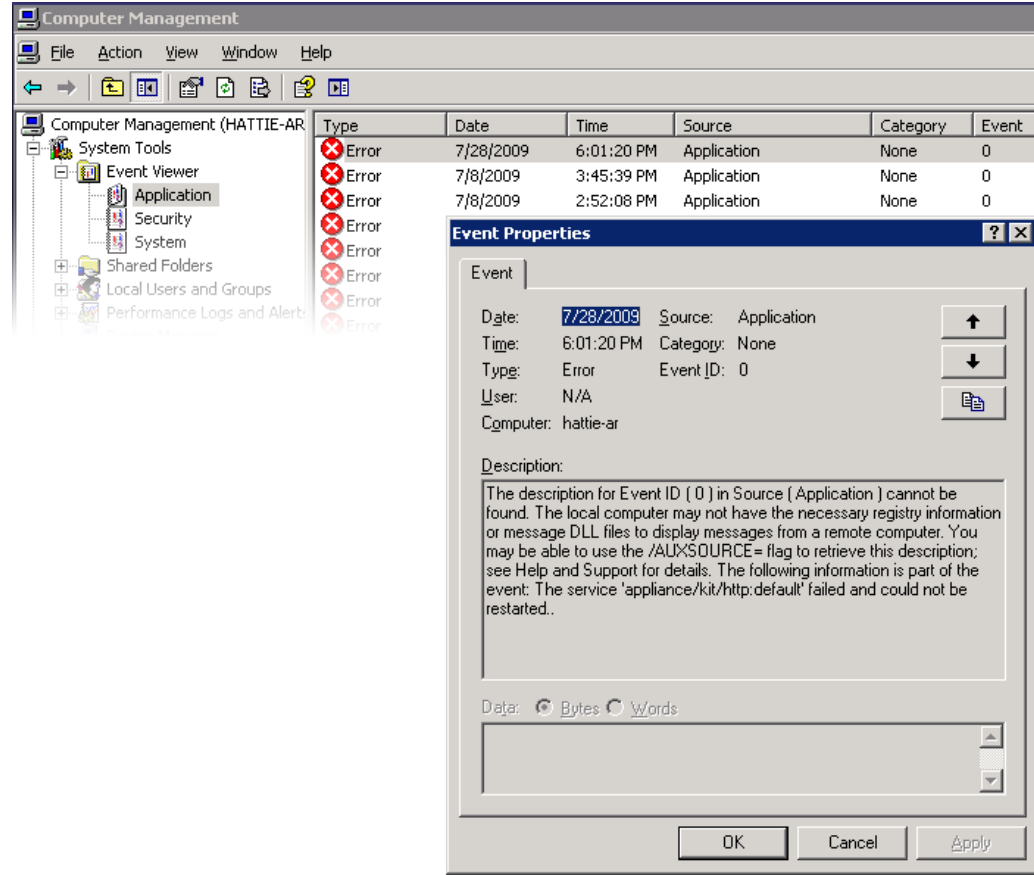 Computer Management
File Action View Window Help
Computer Management (HATTIE-AR
System Tools
Event Viewer
Application
Security
System
Shared Folders
Local Users and Groups
Performance Logs and Alerts
Type Date Time Source Category Event
Error 7/28/2009 6:01:20 PM Application None 0
Error 7/8/2009 3:45:39 PM Application None 0
Error 7/8/2009 2:52:08 PM Application None 0
Error
Error
Error
Error
Error
Event Properties
Event
Date: 7/28/2009 Source: Application
Time: 6:01:20 PM Category: None
Type: Error Event ID: 0
User: N/A
Computer: hattie-ar
Description:
The description for Event ID ( 0 ) in Source ( Application ) cannot be
found. The local computer may not have the necessary registry information
or message DLL files to display messages from a remote computer. You
may be able to use the /AUXSOURCE= flag to retrieve this description;
see Help and Support for details. The following information is part of the
event: The service 'appliance/kit/http:default' failed and could not be
restarted..
Data: Bytes Words
OK Cancel Apply